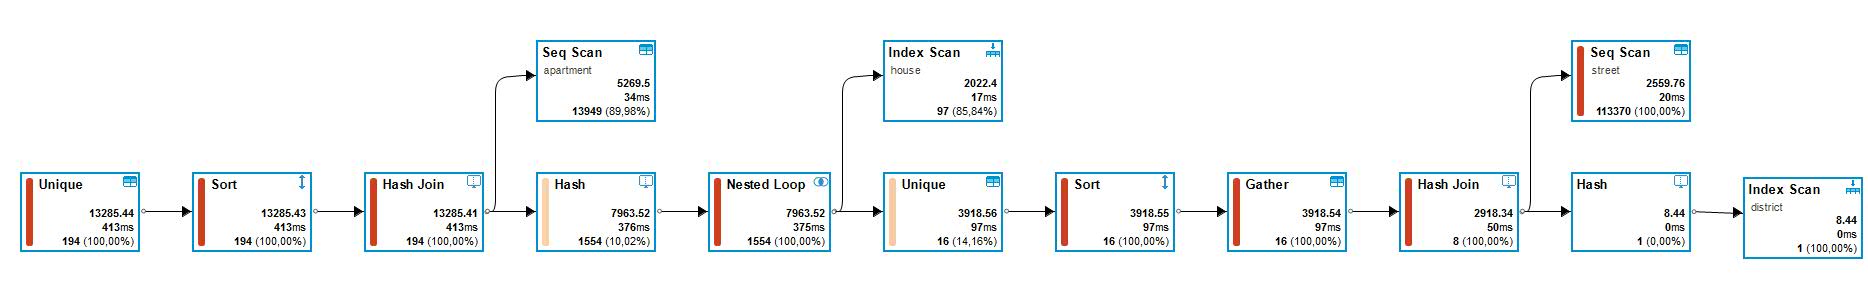 Seq Scan
apartment
5269.5
34ms
13949 (89,98%)
Index Scan
house
2022.4
17ms
97 (85,84%)
Seq Scan
street
2559.76
20ms
113370 (100,00%)
Unique
13285.44
413ms
194 (100,00%)
Sort
13285.43
413ms
194 (100,00%)
Hash Join
13285.41
413ms
194 (100,00%)
Hash
7963.52
376ms
1554 (10,02%)
Nested Loop
7963.52
375ms
1554 (100,00%)
Unique
3918.56
97ms
16 (14,16%)
Sort
3918.55
97ms
16 (100,00%)
Gather
3918.54
97ms
16 (100,00%)
Hash Join
2918.34
50ms
8 (100,00%)
Hash
8.44
0ms
1 (0,00%)
Index Scan
district
8.44
0ms
1 (100,00%)